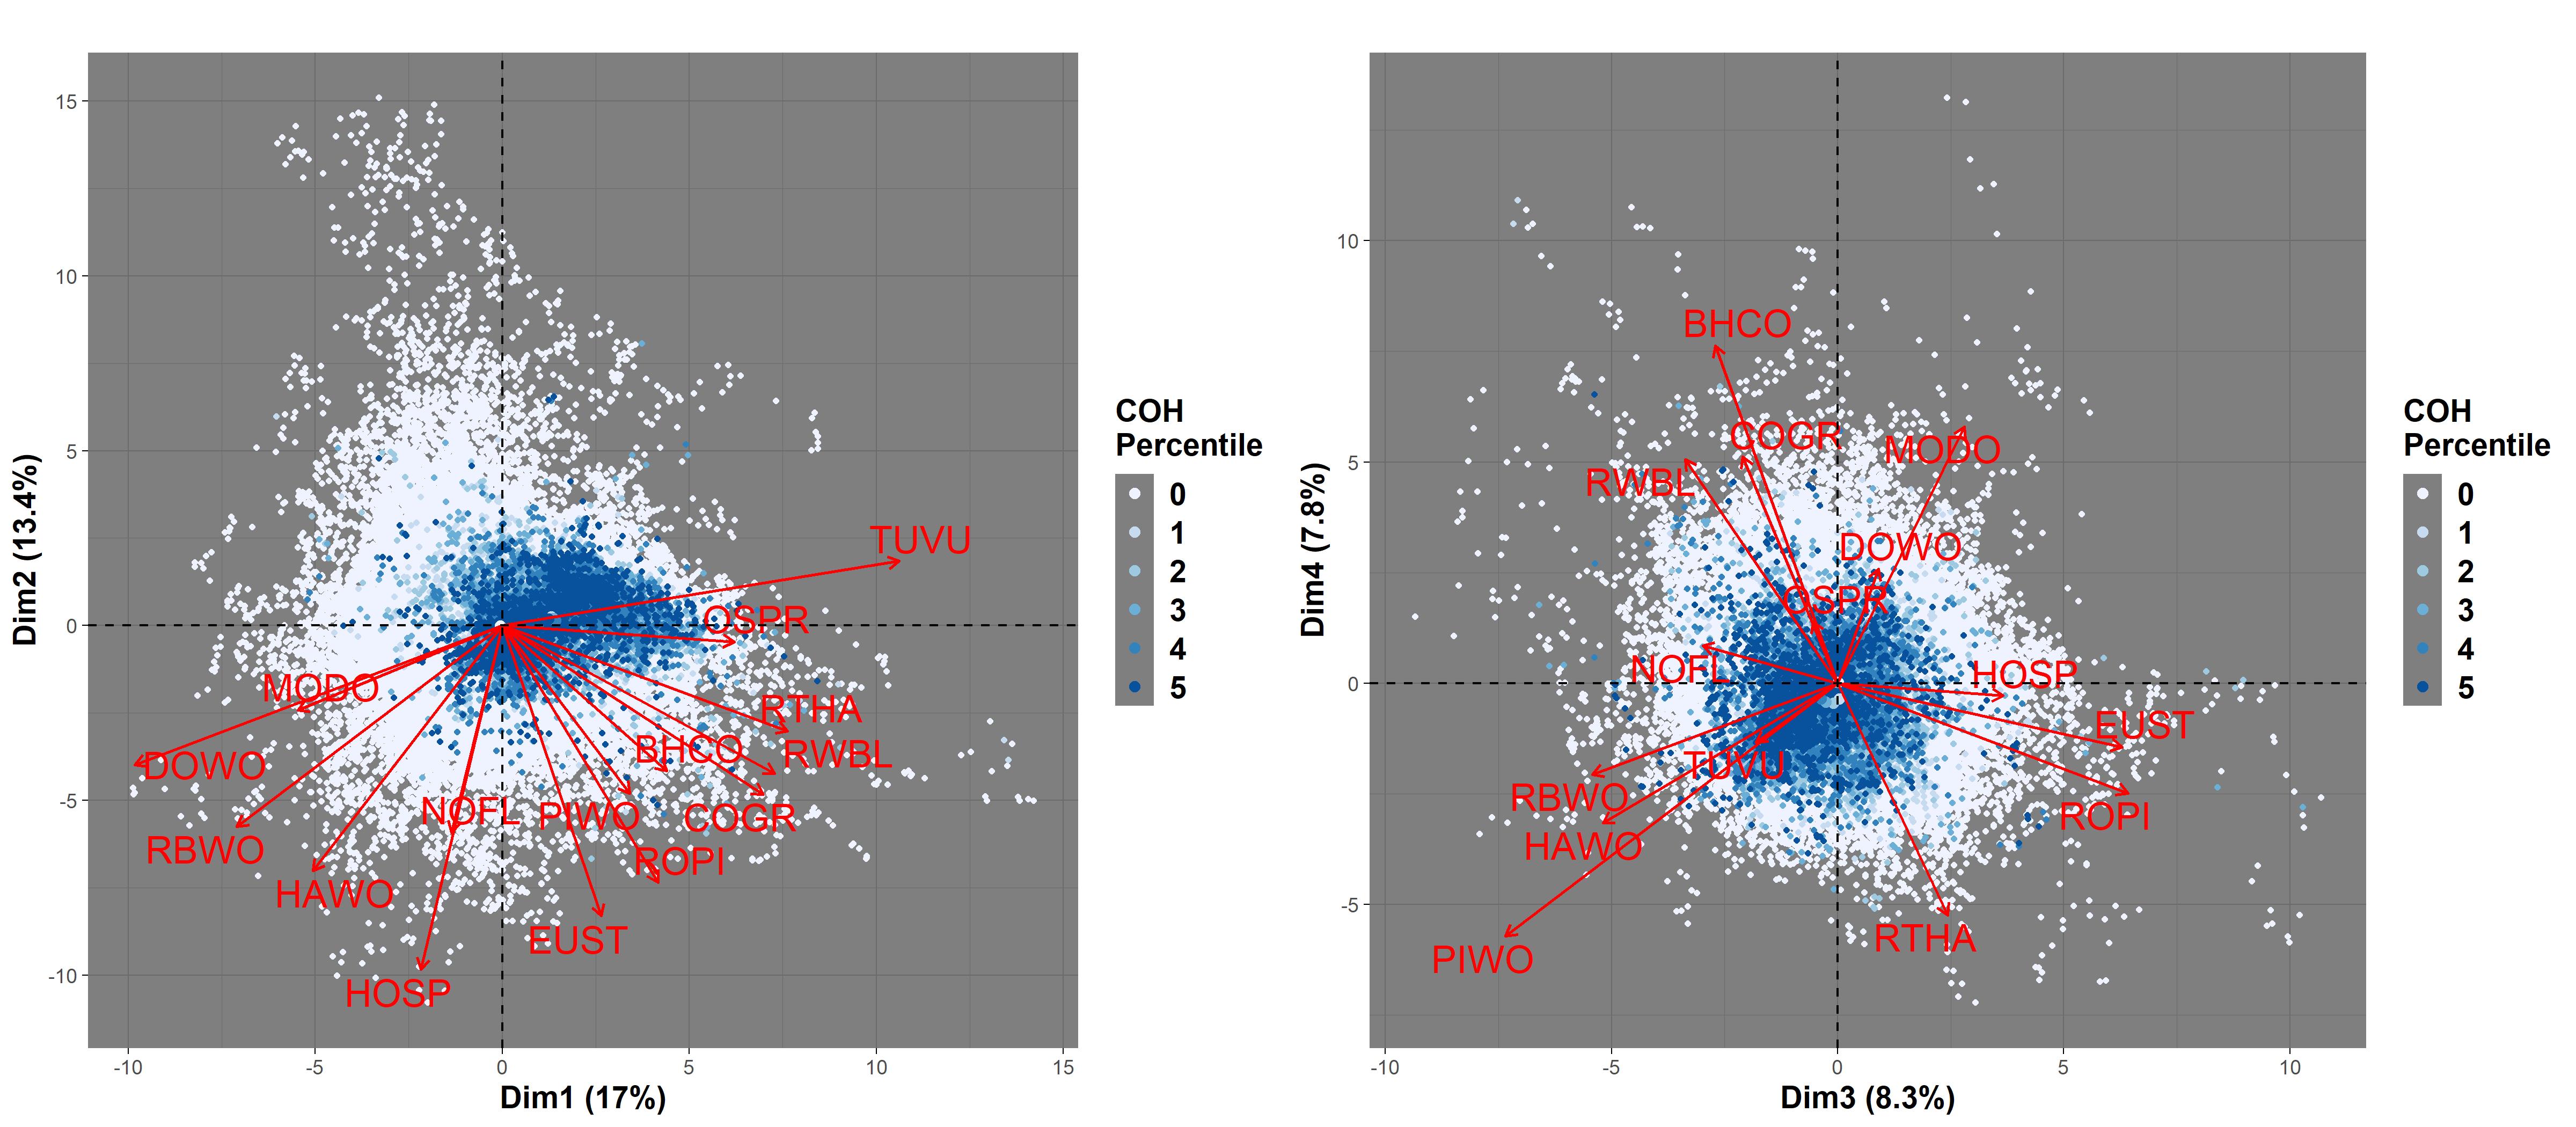 15
10
5
0
-5
-10
Dim2 (13.4%)
TUVU
OSPR
MODO
RTHA
BHCO
RWBL
DOWO
NOFL
PIWO
COGR
RBWO
ROPI
HAWO
EUST
HOSP
-10
-5
0
5
10
15
Dim1 (17%)
COH
Percentile
0
1
2
3
4
5
10
5
0
-5
Dim4 (7.8%)
BHCO
COGR
MODO
RWBL
DOWO
OSPR
NOFL
HOSP
EUST
TUVU
RBWO
ROPI
HAWO
RTHA
PIWO
-10
-5
0
5
10
Dim3 (8.3%)
COH
Percentile
0
1
2
3
4
5